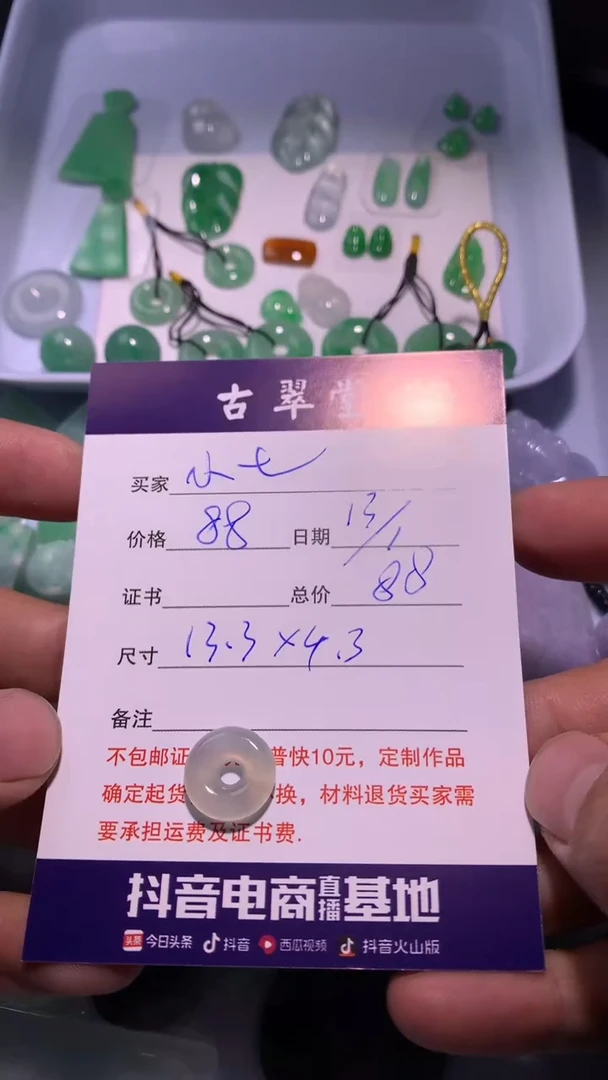 古翠堂
买家 小七
价格 88 日期 13/1
证书 总价 88
尺寸 13.3×4.3
备注
不包邮证 普快10元，定制作品
确定起货 换，材料退货买家需
要承担运费及证书费.
抖音电商直播基地
头条 今日头条 抖音 西瓜视频 抖音火山版